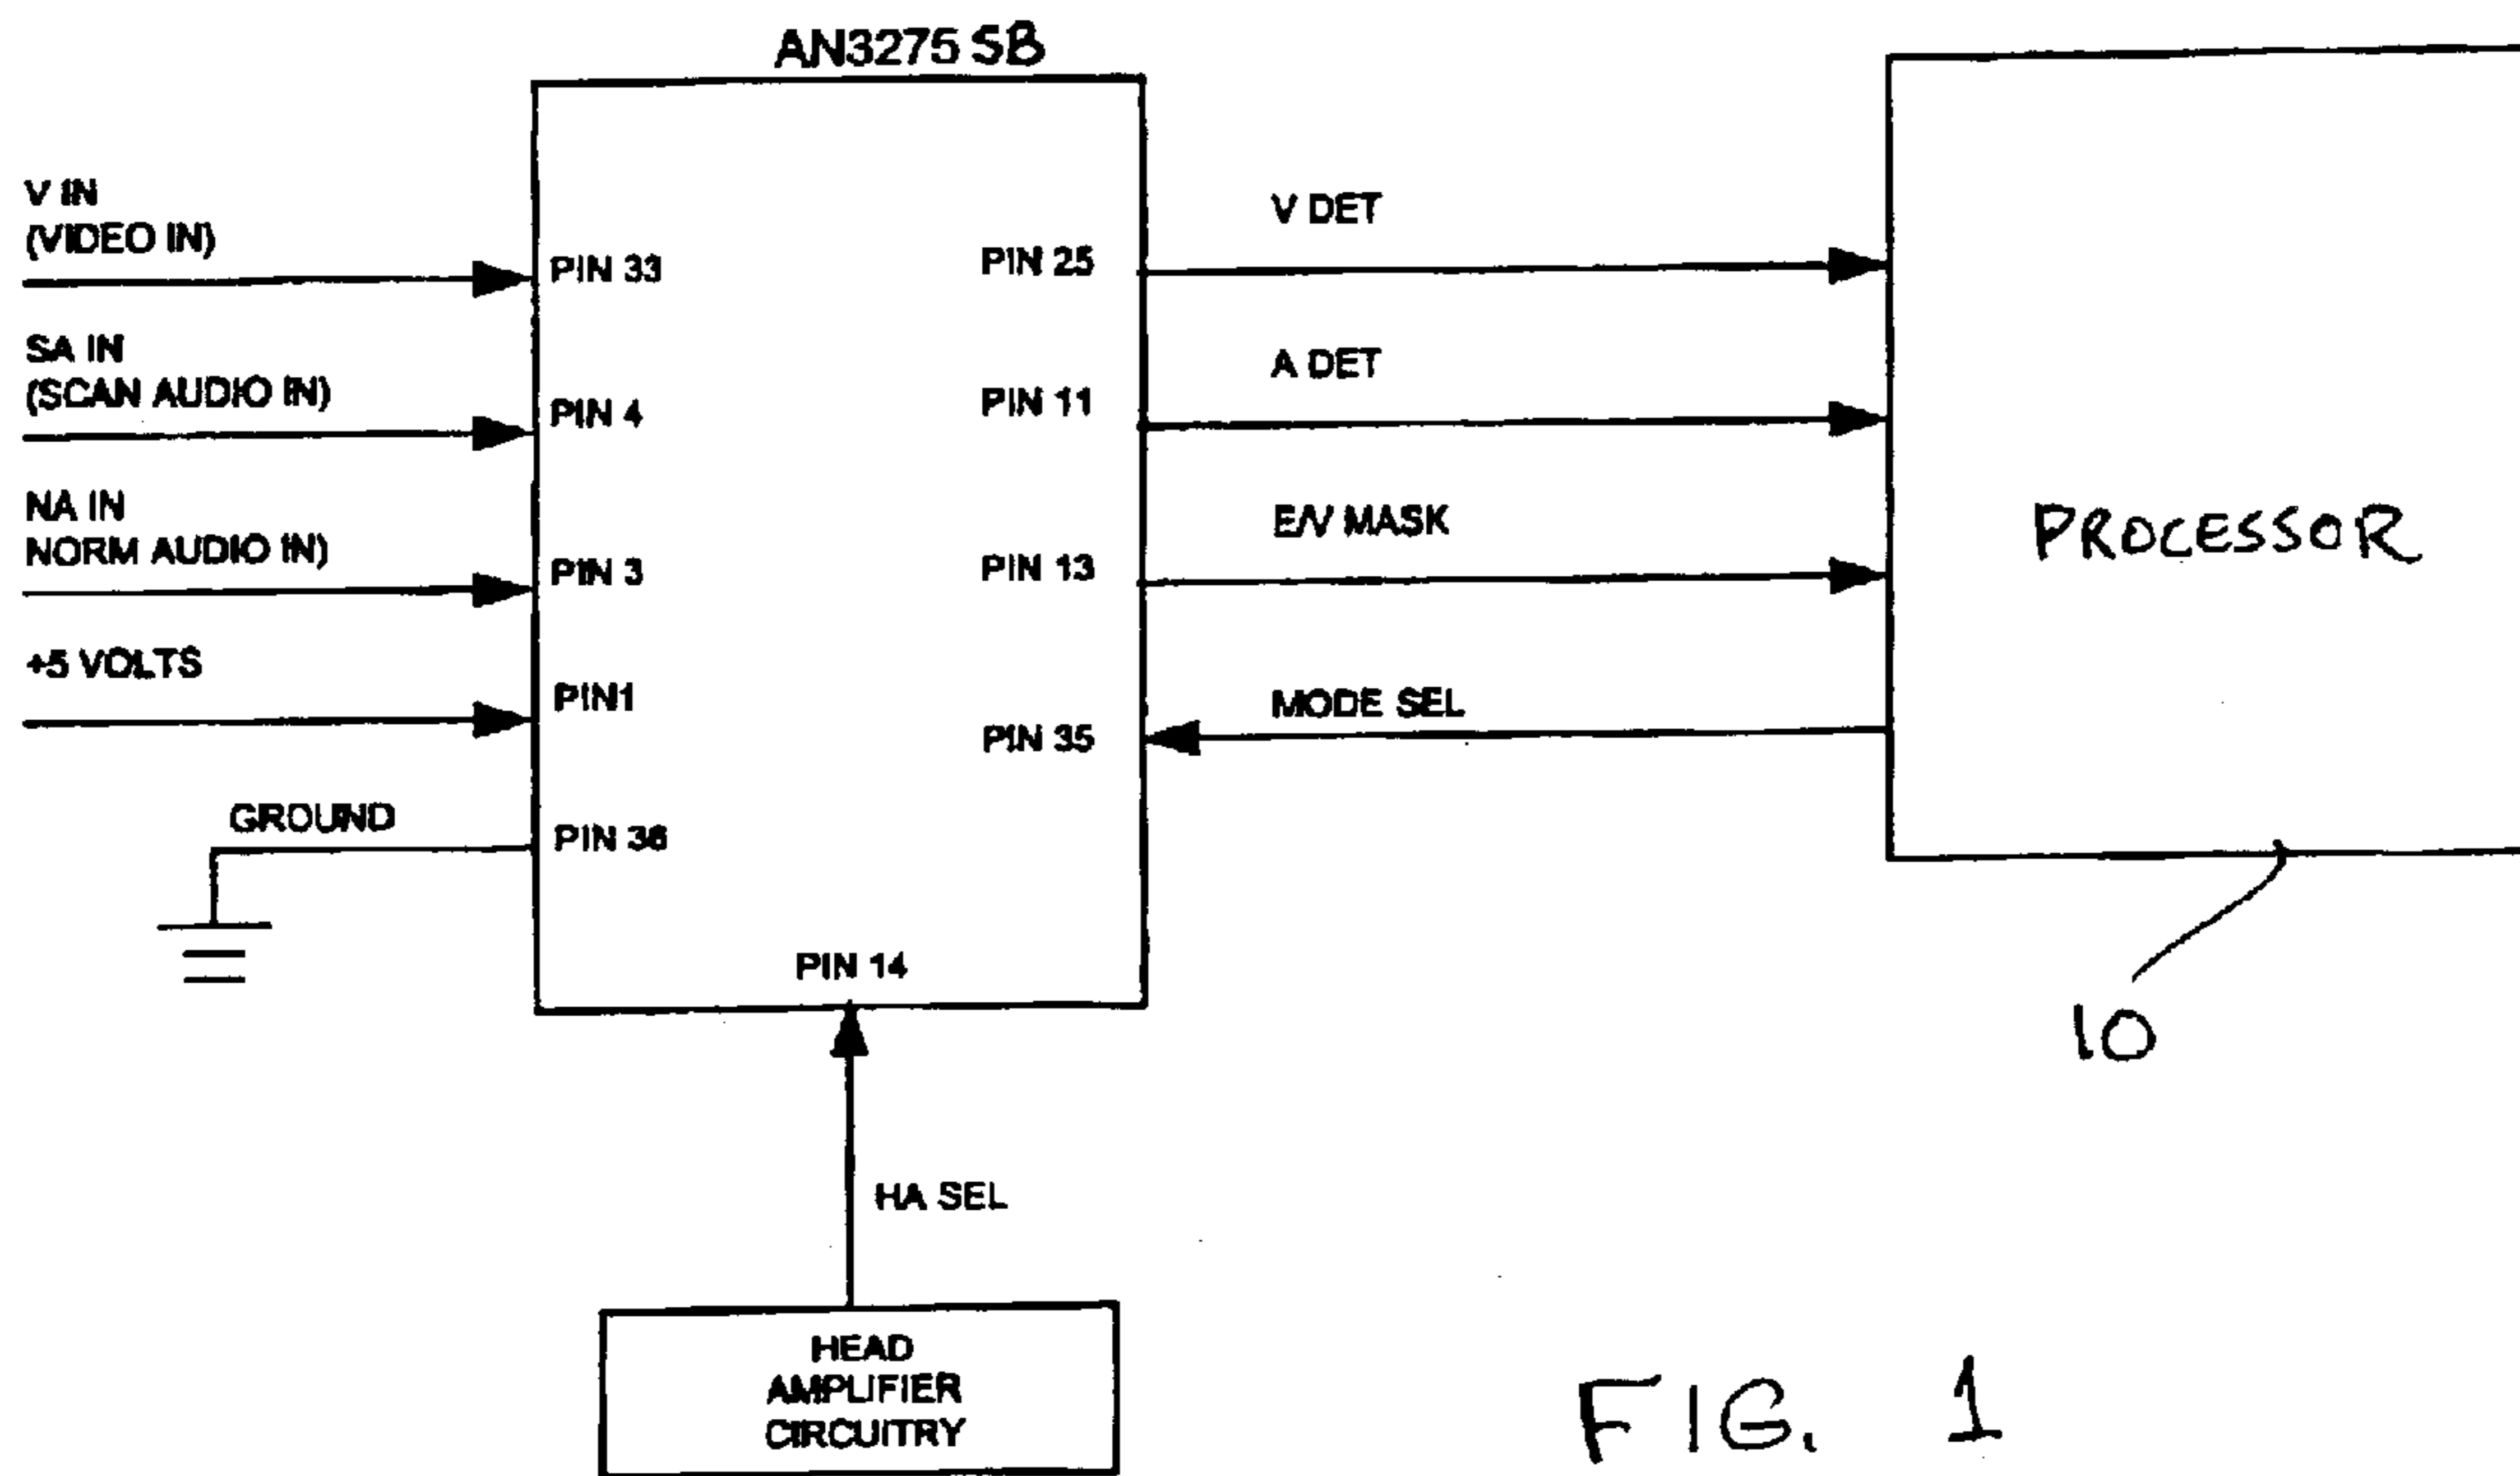 AN3275 SB
V IN
(VIDEO IN)
PIN 33
SA IN
(SCAN AUDIO IN)
PIN 4
NA IN
NORM AUDIO IN)
PIN 3
+5 VOLTS
PIN1
GROUND
PIN 36
PIN 14
PIN 25
V DET
PIN 11
A DET
PIN 13
E/V MASK
PIN 35
MODE SEL
PROCESSOR
10
HA SEL
HEAD
AMPLIFIER
CIRCUITRY
FIG. 1